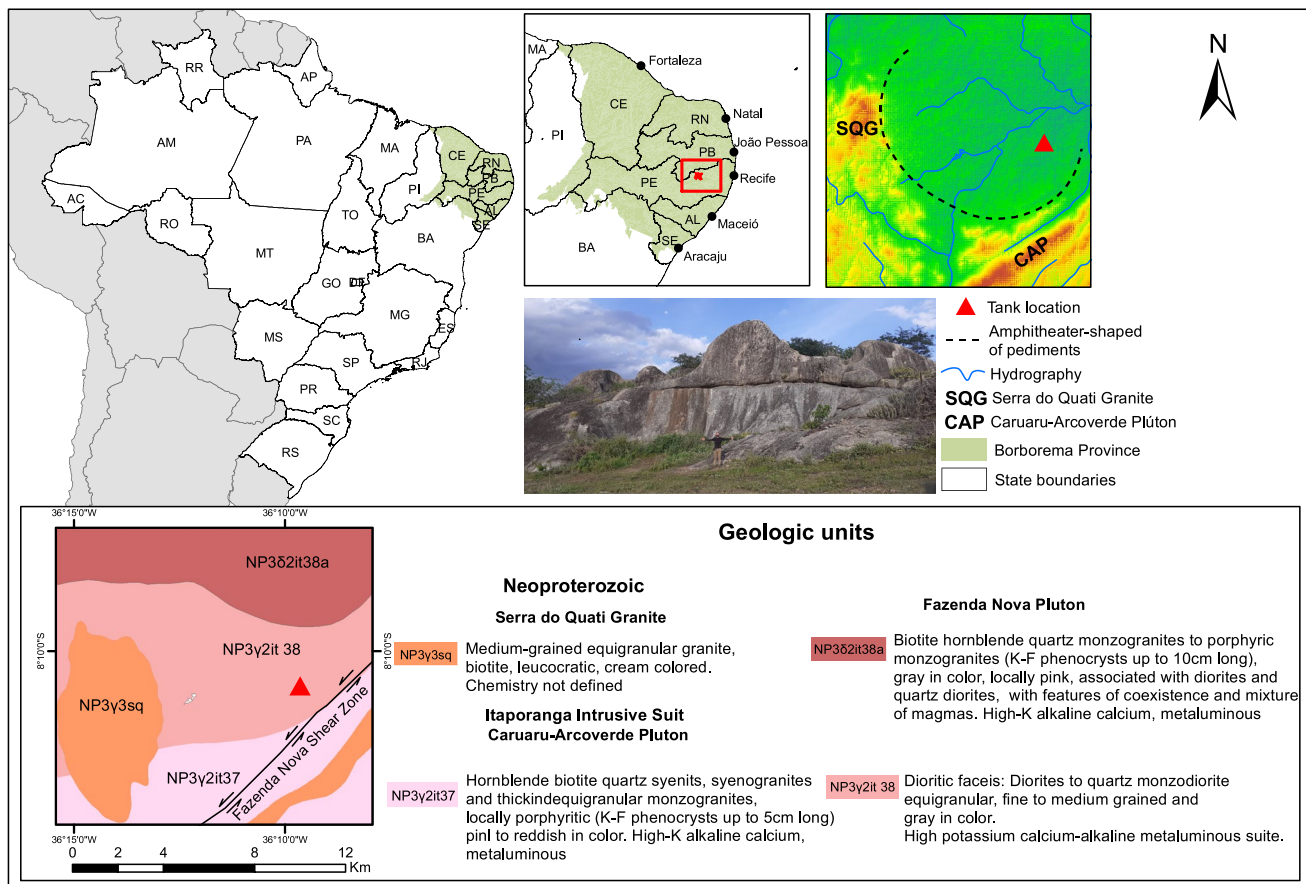 RR
AP
AM
PA
MA
CE
RN
PB
PI
PE
AL
SE
AC
RO
TO
BA
MT
GO
DF
MG
ES
MS
SP
RJ
PR
SC
RS
MA
Fortaleza
CE
RN
Natal
PI
PB
João Pessoa
PE
Recife
AL
Maceió
SE
BA
Aracaju
SQG
CAP
N
Tank location
Amphitheater-shaped
of pediments
Hydrography
SQG Serra do Quati Granite
CAP Caruaru-Arcoverde Plúton
Borborema Province
State boundaries
36°15'0"W
36°10'0"W
NP3δ2it38a
8°10'0"S
8°10'0"S
NP3γ2it 38
NP3γ3sq
NP3γ2it37
Fazenda Nova Shear Zone
36°15'0"W
36°10'0"W
0 2 4 8 12
Km
Geologic units
Neoproterozoic
Serra do Quati Granite
NP3γ3sq
Medium-grained equigranular granite,
biotite, leucocratic, cream colored.
Chemistry not defined
Itaporanga Intrusive Suit
Caruaru-Arcoverde Pluton
NP3γ2it37
Hornblende biotite quartz syenits, syenogranites
and thickindequigranular monzogranites,
locally porphyritic (K-F phenocrysts up to 5cm long)
pinl to reddish in color. High-K alkaline calcium,
metaluminous
Fazenda Nova Pluton
NP3δ2it38a
Biotite hornblende quartz monzogranites to porphyric
monzogranites (K-F phenocrysts up to 10cm long),
gray in color, locally pink, associated with diorites and
quartz diorites, with features of coexistence and mixture
of magmas. High-K alkaline calcium, metaluminous
NP3γ2it 38
Dioritic faceis: Diorites to quartz monzodiorite
equigranular, fine to medium grained and
gray in color.
High potassium calcium-alkaline metaluminous suite.